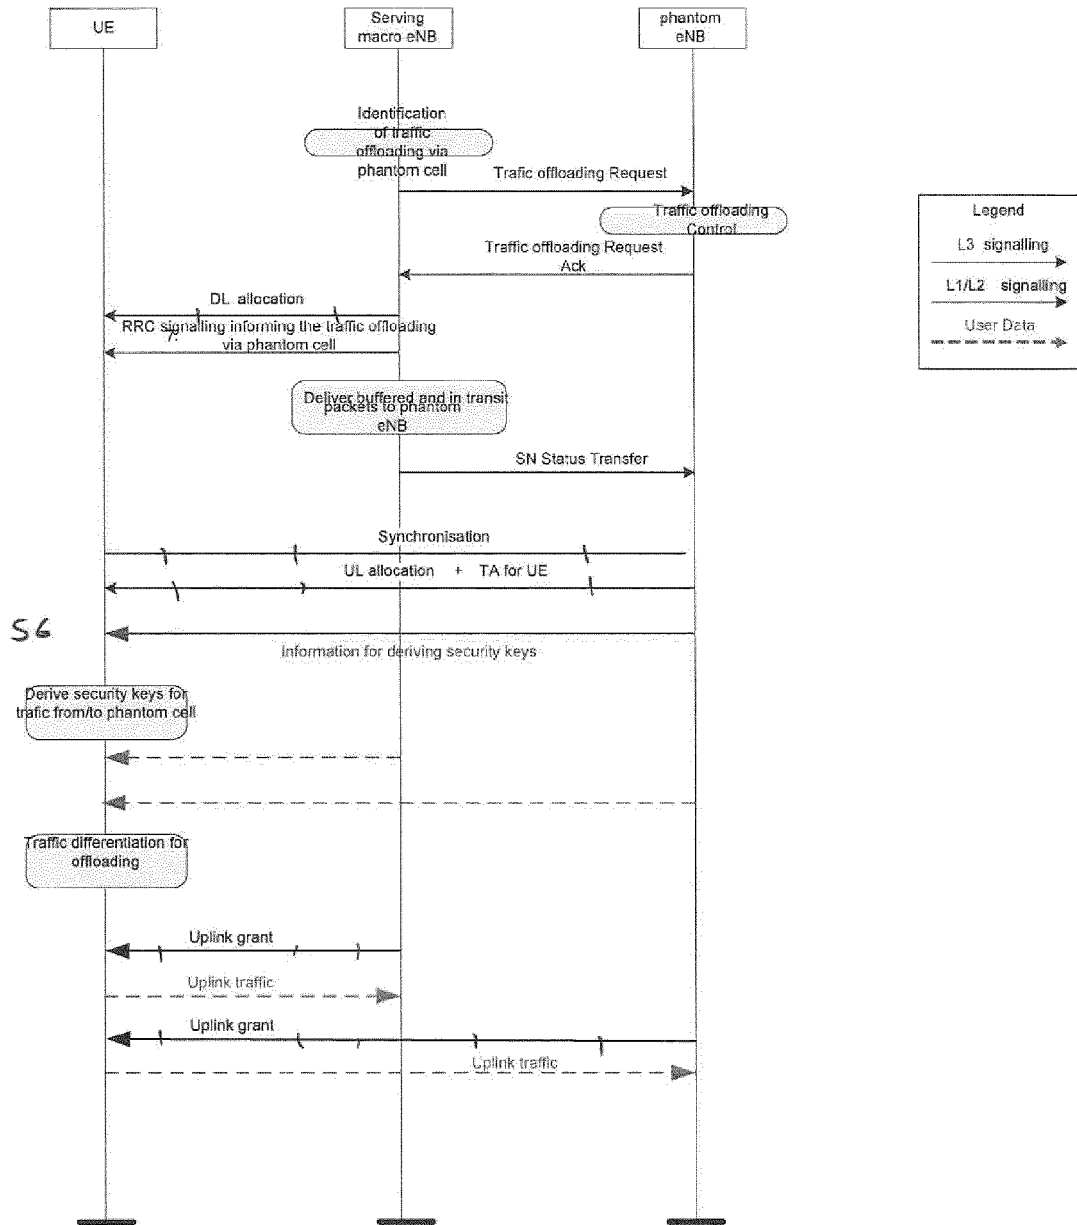 UE
Serving
macro eNB
phantom
eNB
Identification
of traffic
offloading via
phantom cell
Trafic offloading Request
Traffic offloading
Control
Traffic offloading Request
Ack
Legend
L3 signalling
L1/L2 signalling
User Data
DL allocation
RRC signalling informing the traffic offloading
7.
via phantom cell
Deliver buffered and in transit
packets to phantom
eNB
SN Status Transfer
Synchronisation
UL allocation + TA for UE
S6
Information for deriving security keys
Derive security keys for
trafic from/to phantom cell
Traffic differentiation for
offloading
Uplink grant
Uplink traffic
Uplink grant
Uplink traffic